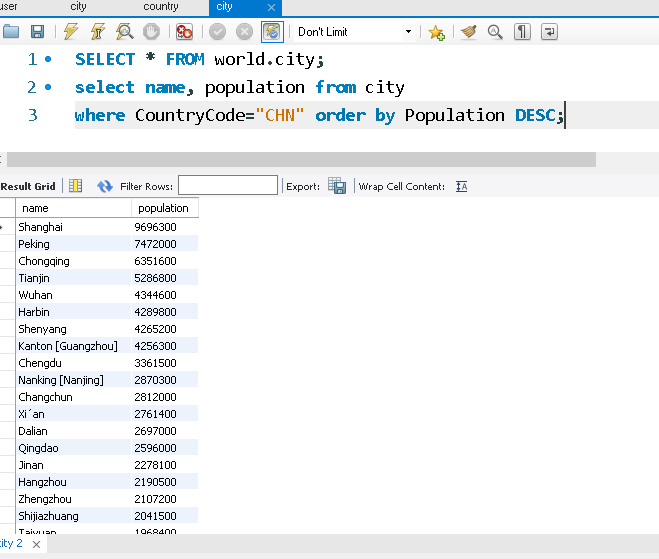 user city country city
Don't Limit
1 SELECT * FROM world.city;
2 select name, population from city
3 where CountryCode="CHN" order by Population DESC;
Result Grid Filter Rows: Export: Wrap Cell Content:
name population
Shanghai 9696300
Peking 7472000
Chongqing 6351600
Tianjin 5286800
Wuhan 4344600
Harbin 4289800
Shenyang 4265200
Kanton [Guangzhou] 4256300
Chengdu 3361500
Nanking [Nanjing] 2870300
Changchun 2812000
Xi´an 2761400
Dalian 2697000
Qingdao 2596000
Jinan 2278100
Hangzhou 2190500
Zhengzhou 2107200
Shijiazhuang 2041500
Taiyuan 1968400
city 2